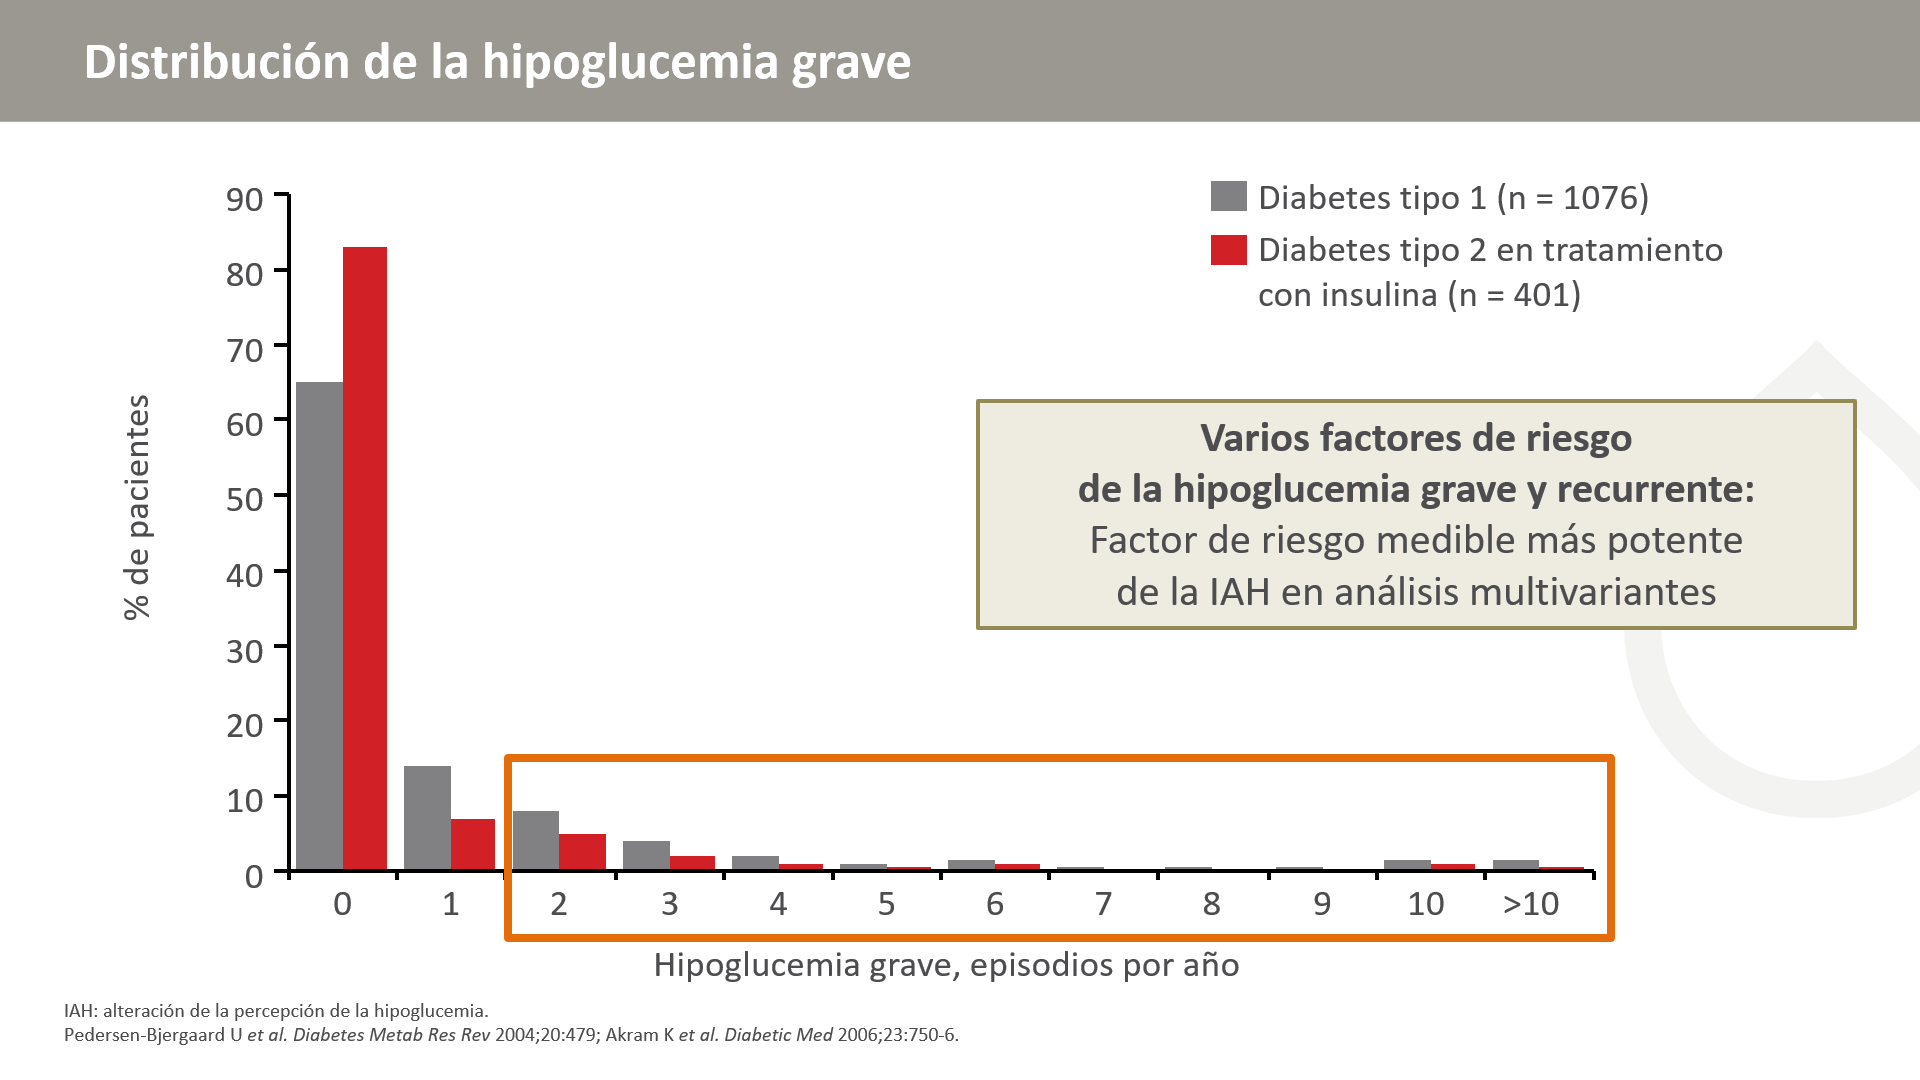 Distribución de la hipoglucemia grave
Diabetes tipo 1 (n = 1076)
Diabetes tipo 2 en tratamiento
con insulina (n = 401)
% de pacientes
90
80
70
60
50
40
30
20
10
0
Varios factores de riesgo
de la hipoglucemia grave y recurrente:
Factor de riesgo medible más potente
de la IAH en análisis multivariantes
0 1 2 3 4 5 6 7 8 9 10 >10
Hipoglucemia grave, episodios por año
IAH: alteración de la percepción de la hipoglucemia.
Pedersen-Bjergaard U et al. Diabetes Metab Res Rev 2004;20:479; Akram K et al. Diabetic Med 2006;23:750-6.